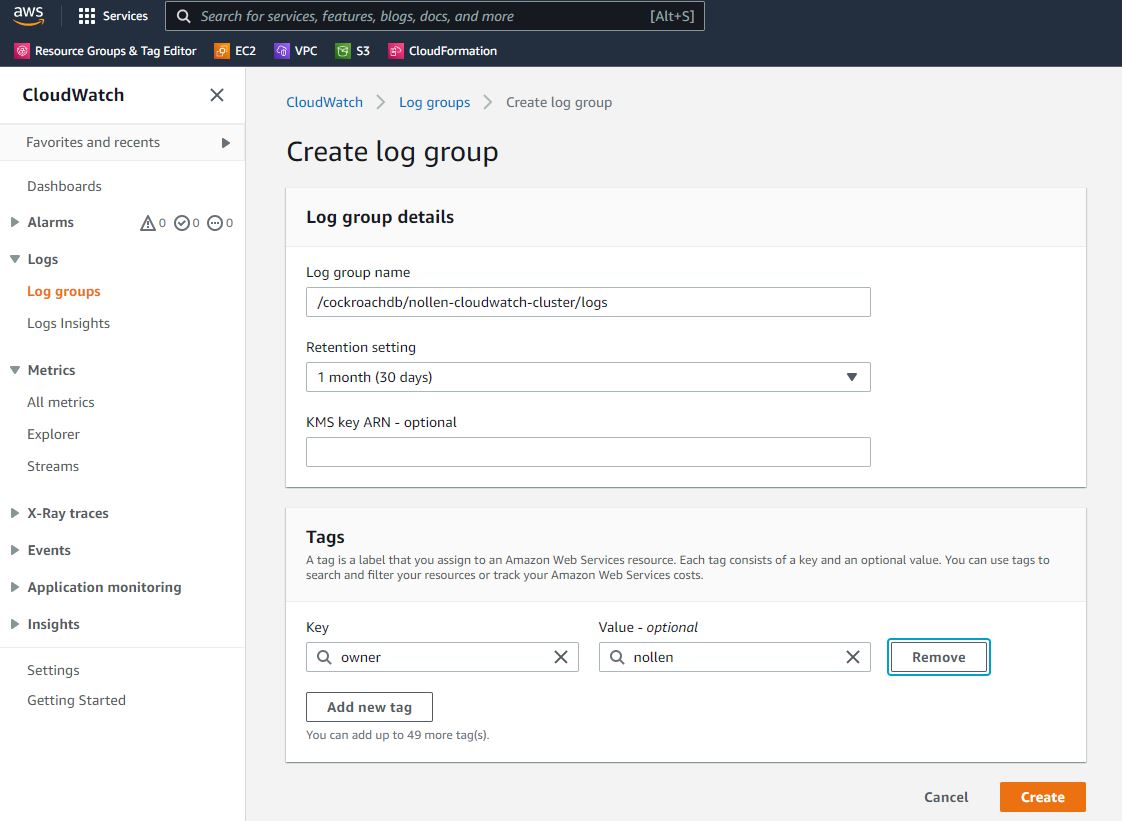 aws
Services
Search for services, features, blogs, docs, and more [Alt+S]
Resource Groups & Tag Editor EC2 VPC S3 CloudFormation
CloudWatch
Favorites and recents
Dashboards
Alarms 0 0 0
Logs
Log groups
Logs Insights
Metrics
All metrics
Explorer
Streams
X-Ray traces
Events
Application monitoring
Insights
Settings
Getting Started
CloudWatch Log groups Create log group
Create log group
Log group details
Log group name
/cockroachdb/nollen-cloudwatch-cluster/logs
Retention setting
1 month (30 days)
KMS key ARN - optional
Tags
A tag is a label that you assign to an Amazon Web Services resource. Each tag consists of a key and an optional value. You can use tags to
search and filter your resources or track your Amazon Web Services costs.
Key Value - optional
owner nollen Remove
Add new tag
You can add up to 49 more tag(s).
Cancel Create